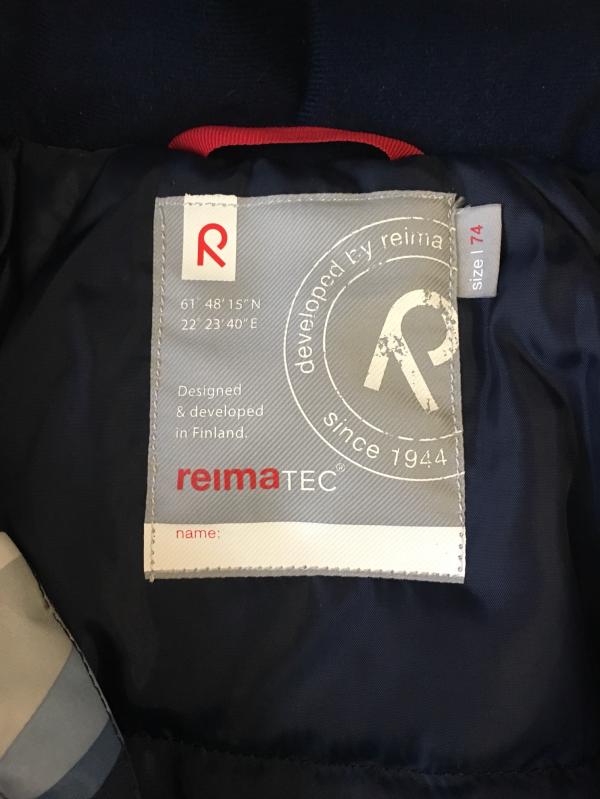 R
61° 48' 15" N
22° 23' 40" E
Designed
& developed
in Finland.
reimaTEC®
name:
developed by reima
R
since 1944
size | 74